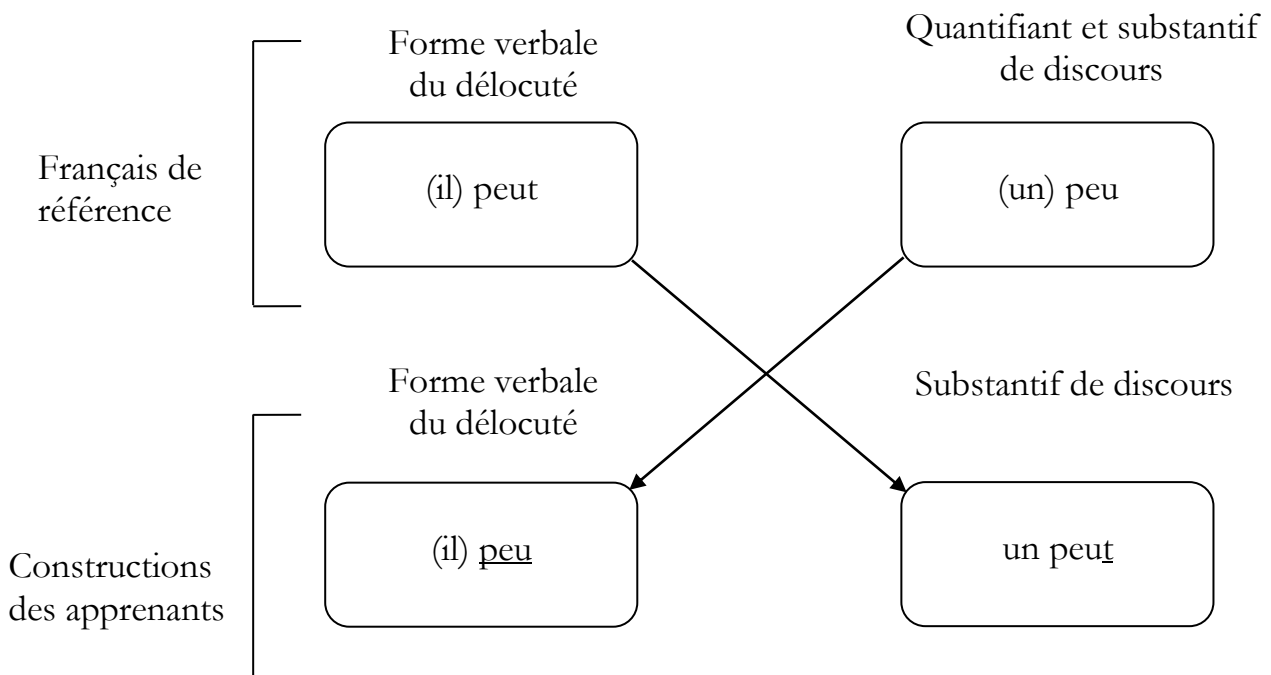 Forme verbale
du délocuté
Quantifiant et substantif
de discours
Français de
référence
(il) peut
(un) peu
Forme verbale
du délocuté
Substantif de discours
Constructions
des apprenants
(il) peu
un peut